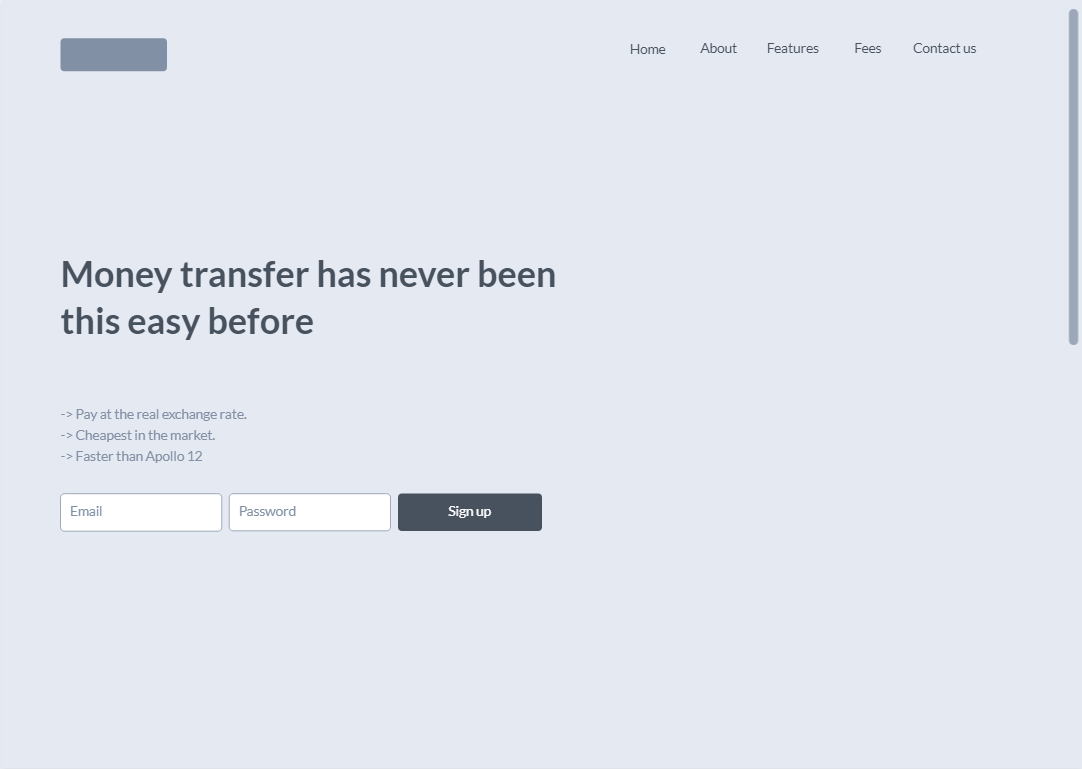 Home About Features Fees Contact us
Money transfer has never been
this easy before
-> Pay at the real exchange rate.
-> Cheapest in the market.
-> Faster than Apollo 12
Email Password Sign up